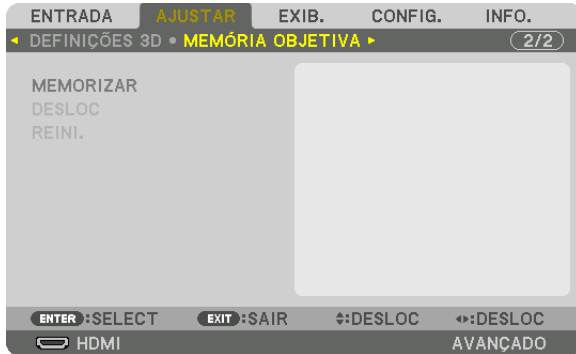 ENTRADA AJUSTAR EXIB. CONFIG. INFO.
DEFINIÇÕES 3D • MEMÓRIA OBJETIVA 2/2
MEMORIZAR
DESLOC
REINI.
ENTER :SELECT EXIT :SAIR :DESLOC :DESLOC
HDMI AVANÇADO